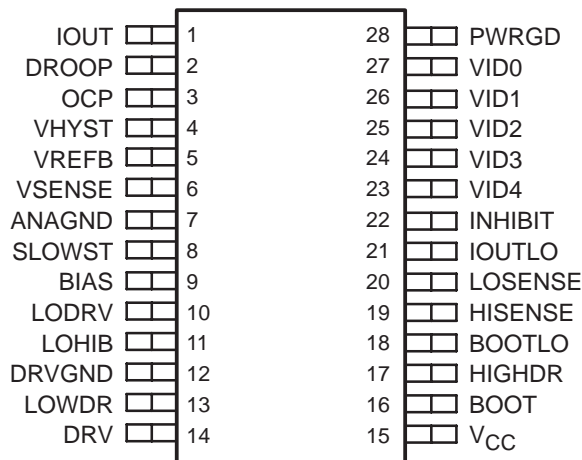 IOUT 1 28 PWRGD
DROOP 2 27 VID0
OCP 3 26 VID1
VHYST 4 25 VID2
VREFB 5 24 VID3
VSENSE 6 23 VID4
ANAGND 7 22 INHIBIT
SLOWST 8 21 IOUTLO
BIAS 9 20 LOSENSE
LODRV 10 19 HISENSE
LOHIB 11 18 BOOTLO
DRVGND 12 17 HIGHDR
LOWDR 13 16 BOOT
DRV 14 15 VCC